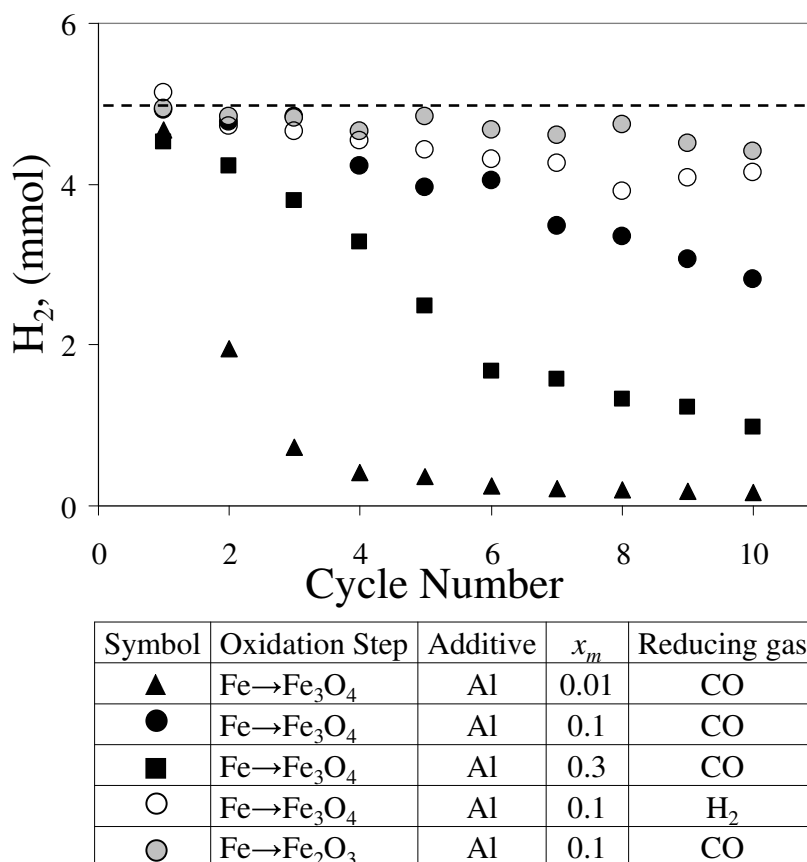 6
4
2
0
H₂, (mmol)
0 2 4 6 8 10
Cycle Number
Symbol Oxidation Step Additive xₘ Reducing gas
▲ Fe→Fe₃O₄ Al 0.01 CO
● Fe→Fe₃O₄ Al 0.1 CO
■ Fe→Fe₃O₄ Al 0.3 CO
○ Fe→Fe₃O₄ Al 0.1 H₂
Fe→Fe₂O₃ Al 0.1 CO